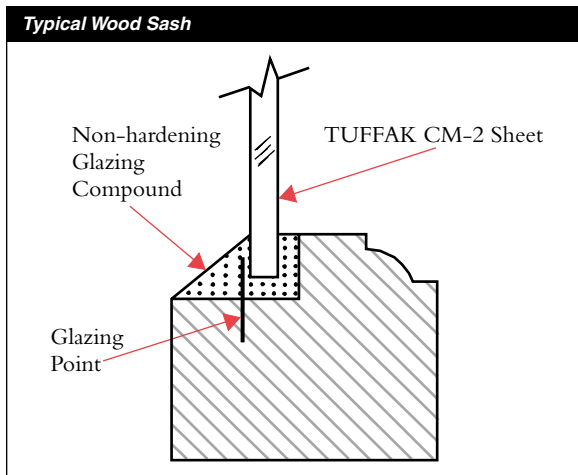 Typical Wood Sash
Non-hardening
Glazing
Compound
TUFFAK CM-2 Sheet
Glazing
Point